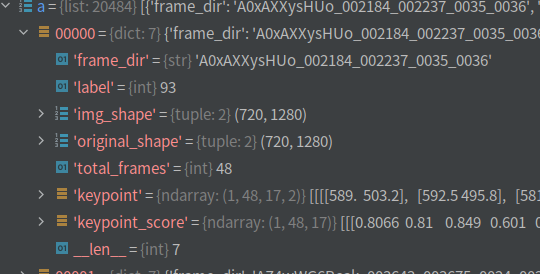 a = {list: 20484} [{'frame_dir': 'A0xAXXysHUo_002184_002237_0035_0036', '
00000 = {dict: 7} {'frame_dir': 'A0xAXXysHUo_002184_002237_0035_0036
'frame_dir' = {str} 'A0xAXXysHUo_002184_002237_0035_0036'
'label' = {int} 93
'img_shape' = {tuple: 2} (720, 1280)
'original_shape' = {tuple: 2} (720, 1280)
'total_frames' = {int} 48
'keypoint' = {ndarray: (1, 48, 17, 2)} [[[[589. 503.2], [592.5 495.8], [581
'keypoint_score' = {ndarray: (1, 48, 17)} [[[0.8066 0.81 0.849 0.601 0
__len__ = {int} 7